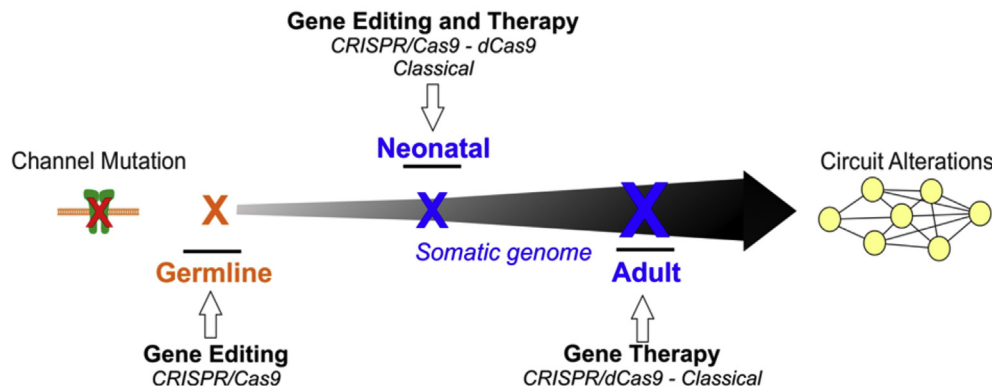 Gene Editing and Therapy
CRISPR/Cas9 - dCas9
Classical
Neonatal
Channel Mutation
Circuit Alterations
X
X
X
X
Somatic genome
Germline
Adult
Gene Editing
CRISPR/Cas9
Gene Therapy
CRISPR/dCas9 - Classical